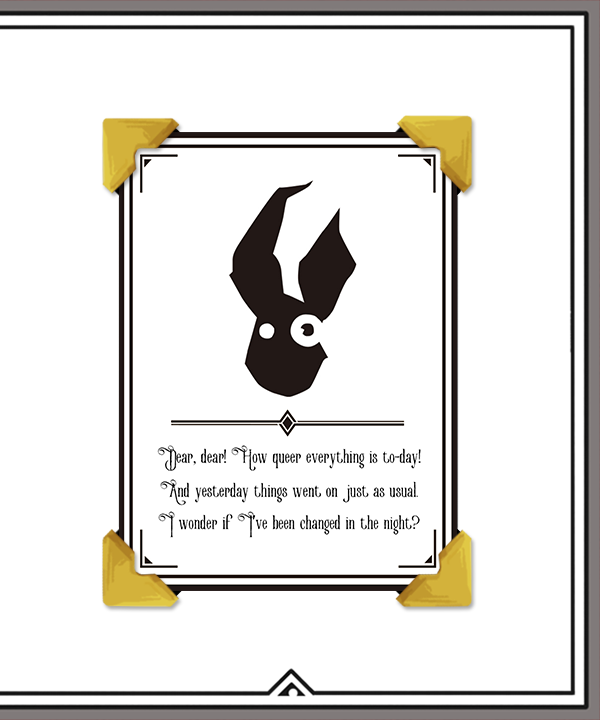 Dear, dear! How queer everything is to-day!
And yesterday things went on just as usual.
I wonder if I've been changed in the night?